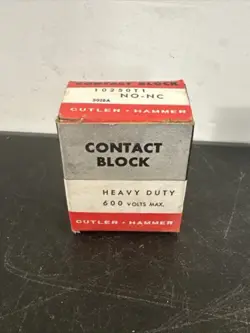 CONTACT BLOCK
10250T1
NO-NC
CUTLER-HAMMER
CONTACT
BLOCK
HEAVY DUTY
600 VOLTS MAX.
CUTLER-HAMMER